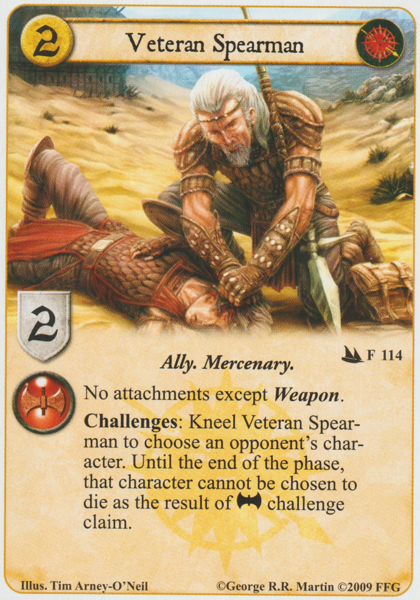 2 Veteran Spearman
2
F 114
Ally. Mercenary.
No attachments except Weapon.
Challenges: Kneel Veteran Spear-
man to choose an opponent's char-
acter. Until the end of the phase,
that character cannot be chosen to
die as the result of challenge
claim.
Illus. Tim Arney-O'Neil ©George R.R. Martin ©2009 FFG